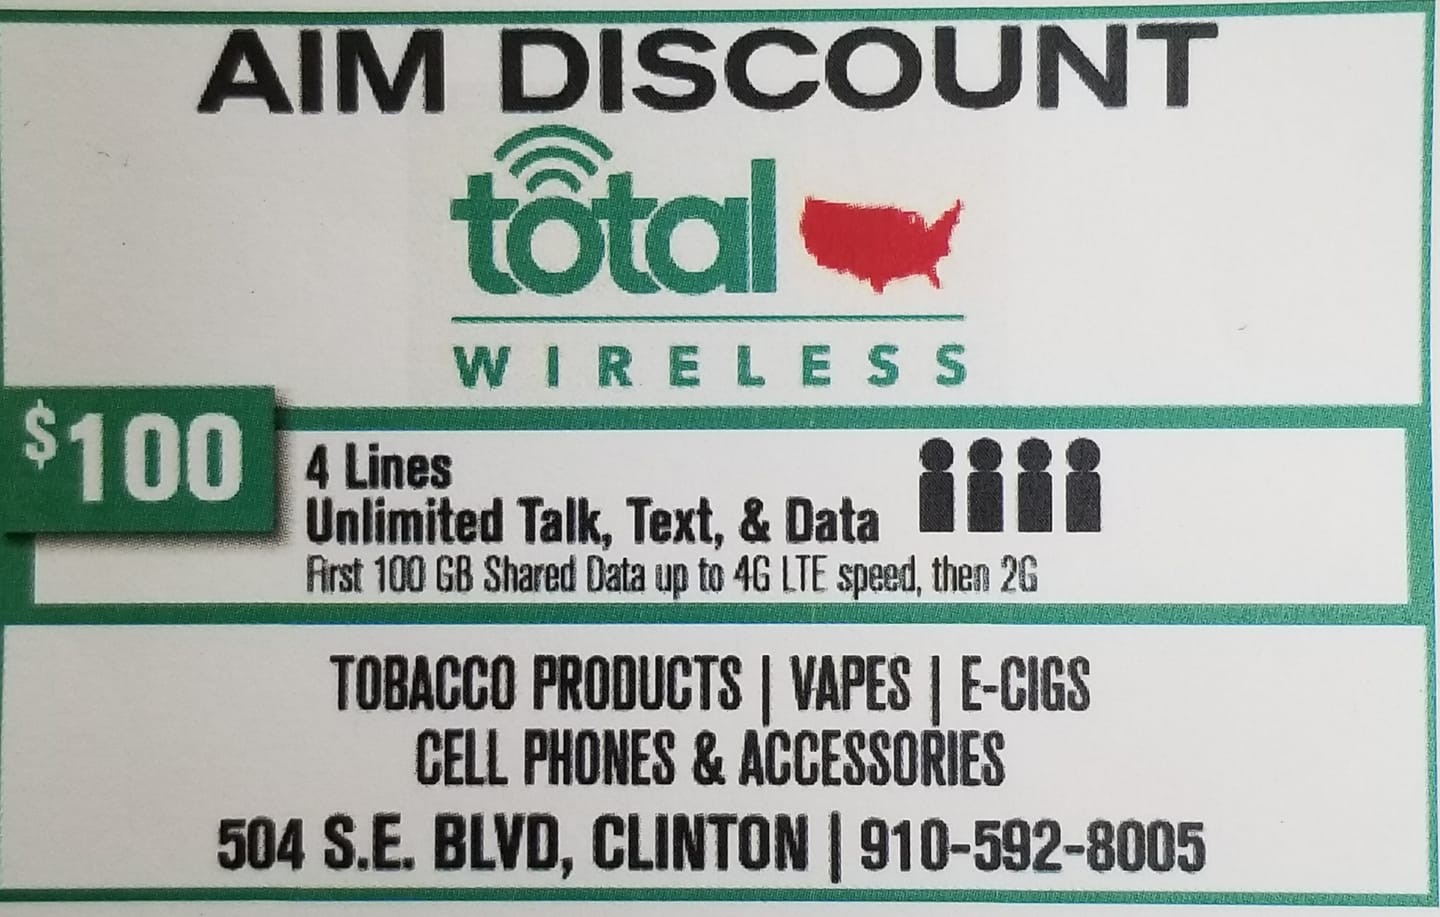 AIM DISCOUNT
total
WIRELESS
$100
4 Lines
Unlimited Talk, Text, & Data
First 100 GB Shared Data up to 4G LTE speed, then 2G
TOBACCO PRODUCTS | VAPES | E-CIGS
CELL PHONES & ACCESSORIES
504 S.E. BLVD, CLINTON | 910-592-8005